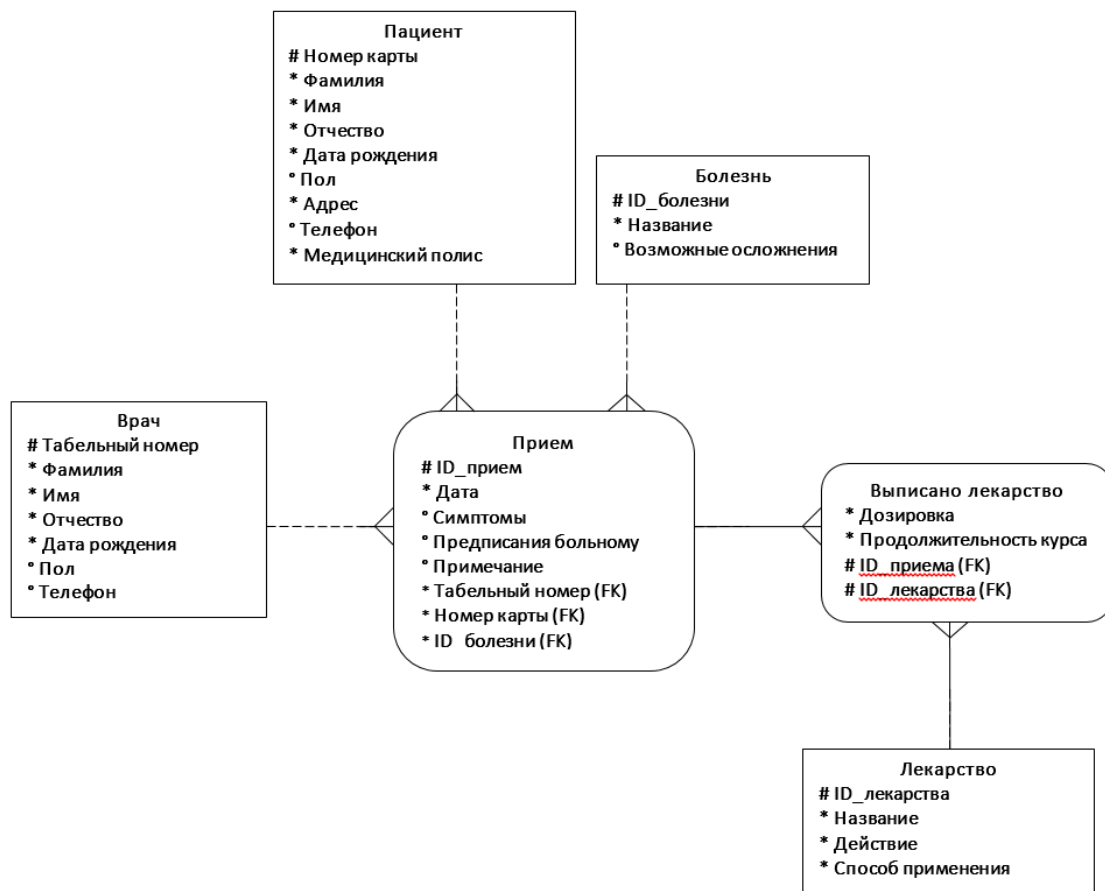 Пациент
# Номер карты
* Фамилия
* Имя
* Отчество
* Дата рождения
° Пол
* Адрес
° Телефон
* Медицинский полис
Болезнь
# ID_болезни
* Название
° Возможные осложнения
Врач
# Табельный номер
* Фамилия
* Имя
* Отчество
* Дата рождения
° Пол
° Телефон
Прием
# ID_прием
* Дата
° Симптомы
° Предписания больному
° Примечание
* Табельный номер (FK)
* Номер карты (FK)
* ID болезни (FK)
Выписано лекарство
* Дозировка
* Продолжительность курса
# ID_приема (FK)
# ID_лекарства (FK)
Лекарство
# ID_лекарства
* Название
* Действие
* Способ применения